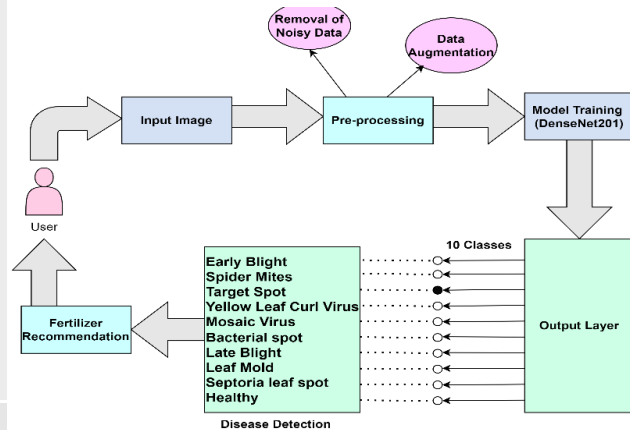 Removal of
Noisy Data
Data
Augmentation
Input Image
Pre-processing
Model Training
(DenseNet201)
User
10 Classes
Early Blight
Spider Mites
Target Spot
Yellow Leaf Curl Virus
Mosaic Virus
Bacterial spot
Late Blight
Leaf Mold
Septoria leaf spot
Healthy
Output Layer
Fertilizer
Recommendation
Disease Detection